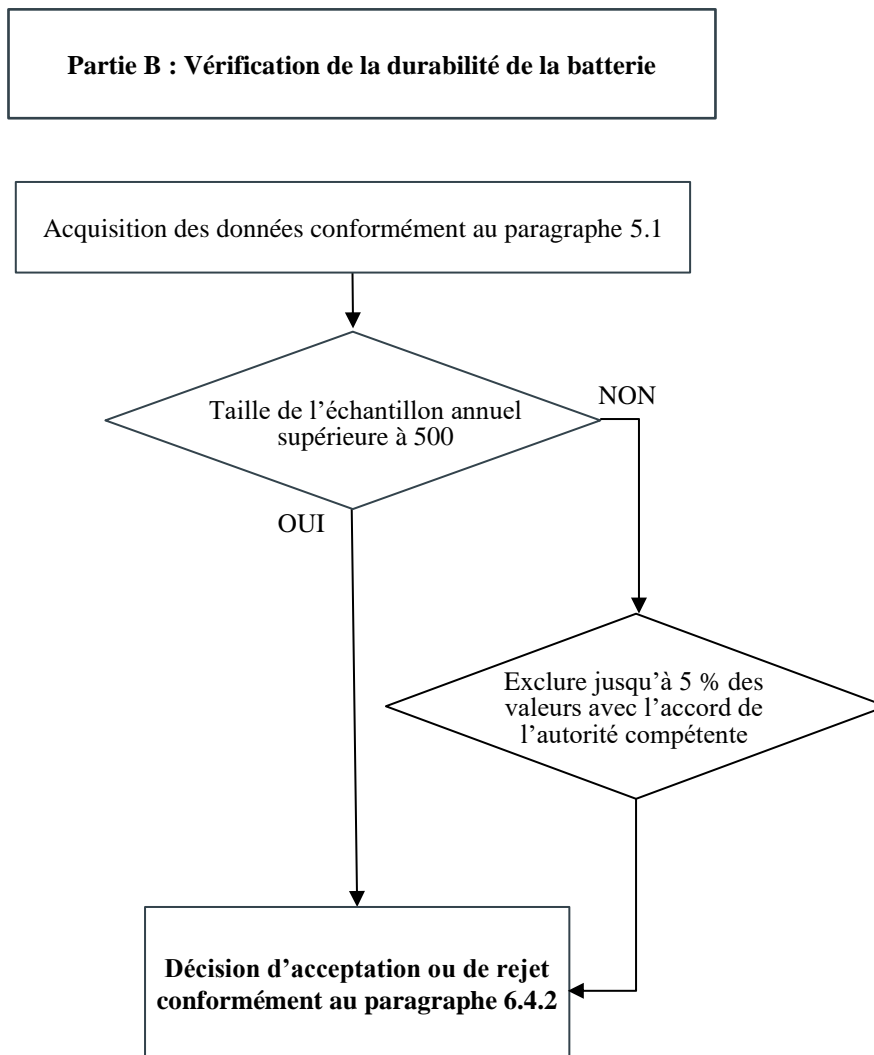 Partie B : Vérification de la durabilité de la batterie
Acquisition des données conformément au paragraphe 5.1
Taille de l’échantillon annuel
supérieure à 500
NON
OUI
Exclure jusqu’à 5 % des
valeurs avec l’accord de
l’autorité compétente
Décision d’acceptation ou de rejet
conformément au paragraphe 6.4.2